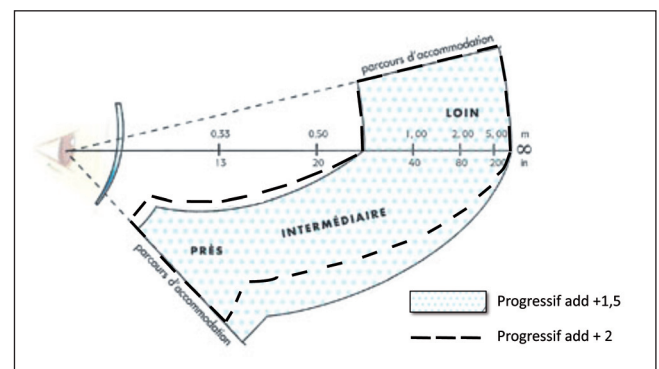 parcours d'accommodation
LOIN
0.33 0.50 1,00 2,00 5,00 m
∞
13 20 40 80 200 in
INTERMÉDIAIRE
PRÈS
parcours d'accommodation
Progressif add +1,5
Progressif add + 2